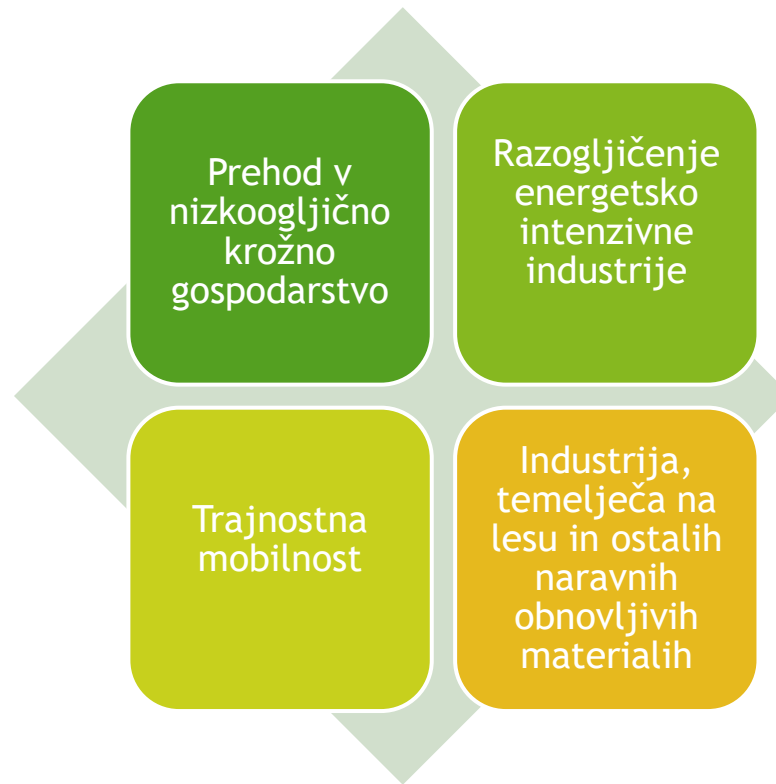 Prehod v
nizkoogljično
krožno
gospodarstvo
Razogljičenje
energetsko
intenzivne
industrije
Trajnostna
mobilnost
Industrija,
temelječa na
lesu in ostalih
naravnih
obnovljivih
materialih